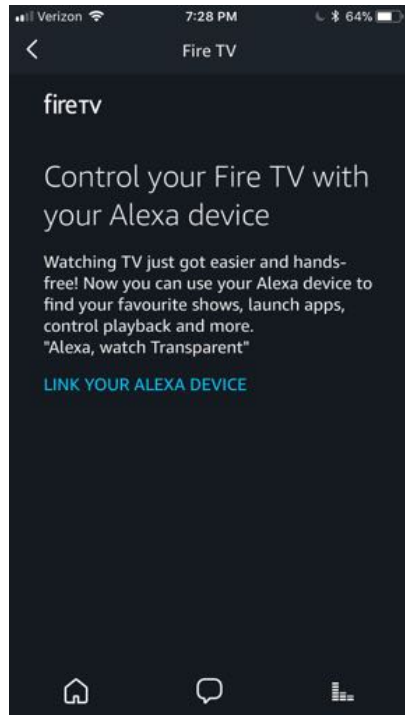 Verizon 7:28 PM 64%
Fire TV
fireTV
Control your Fire TV with
your Alexa device
Watching TV just got easier and hands-
free! Now you can use your Alexa device to
find your favourite shows, launch apps,
control playback and more.
"Alexa, watch Transparent"
LINK YOUR ALEXA DEVICE